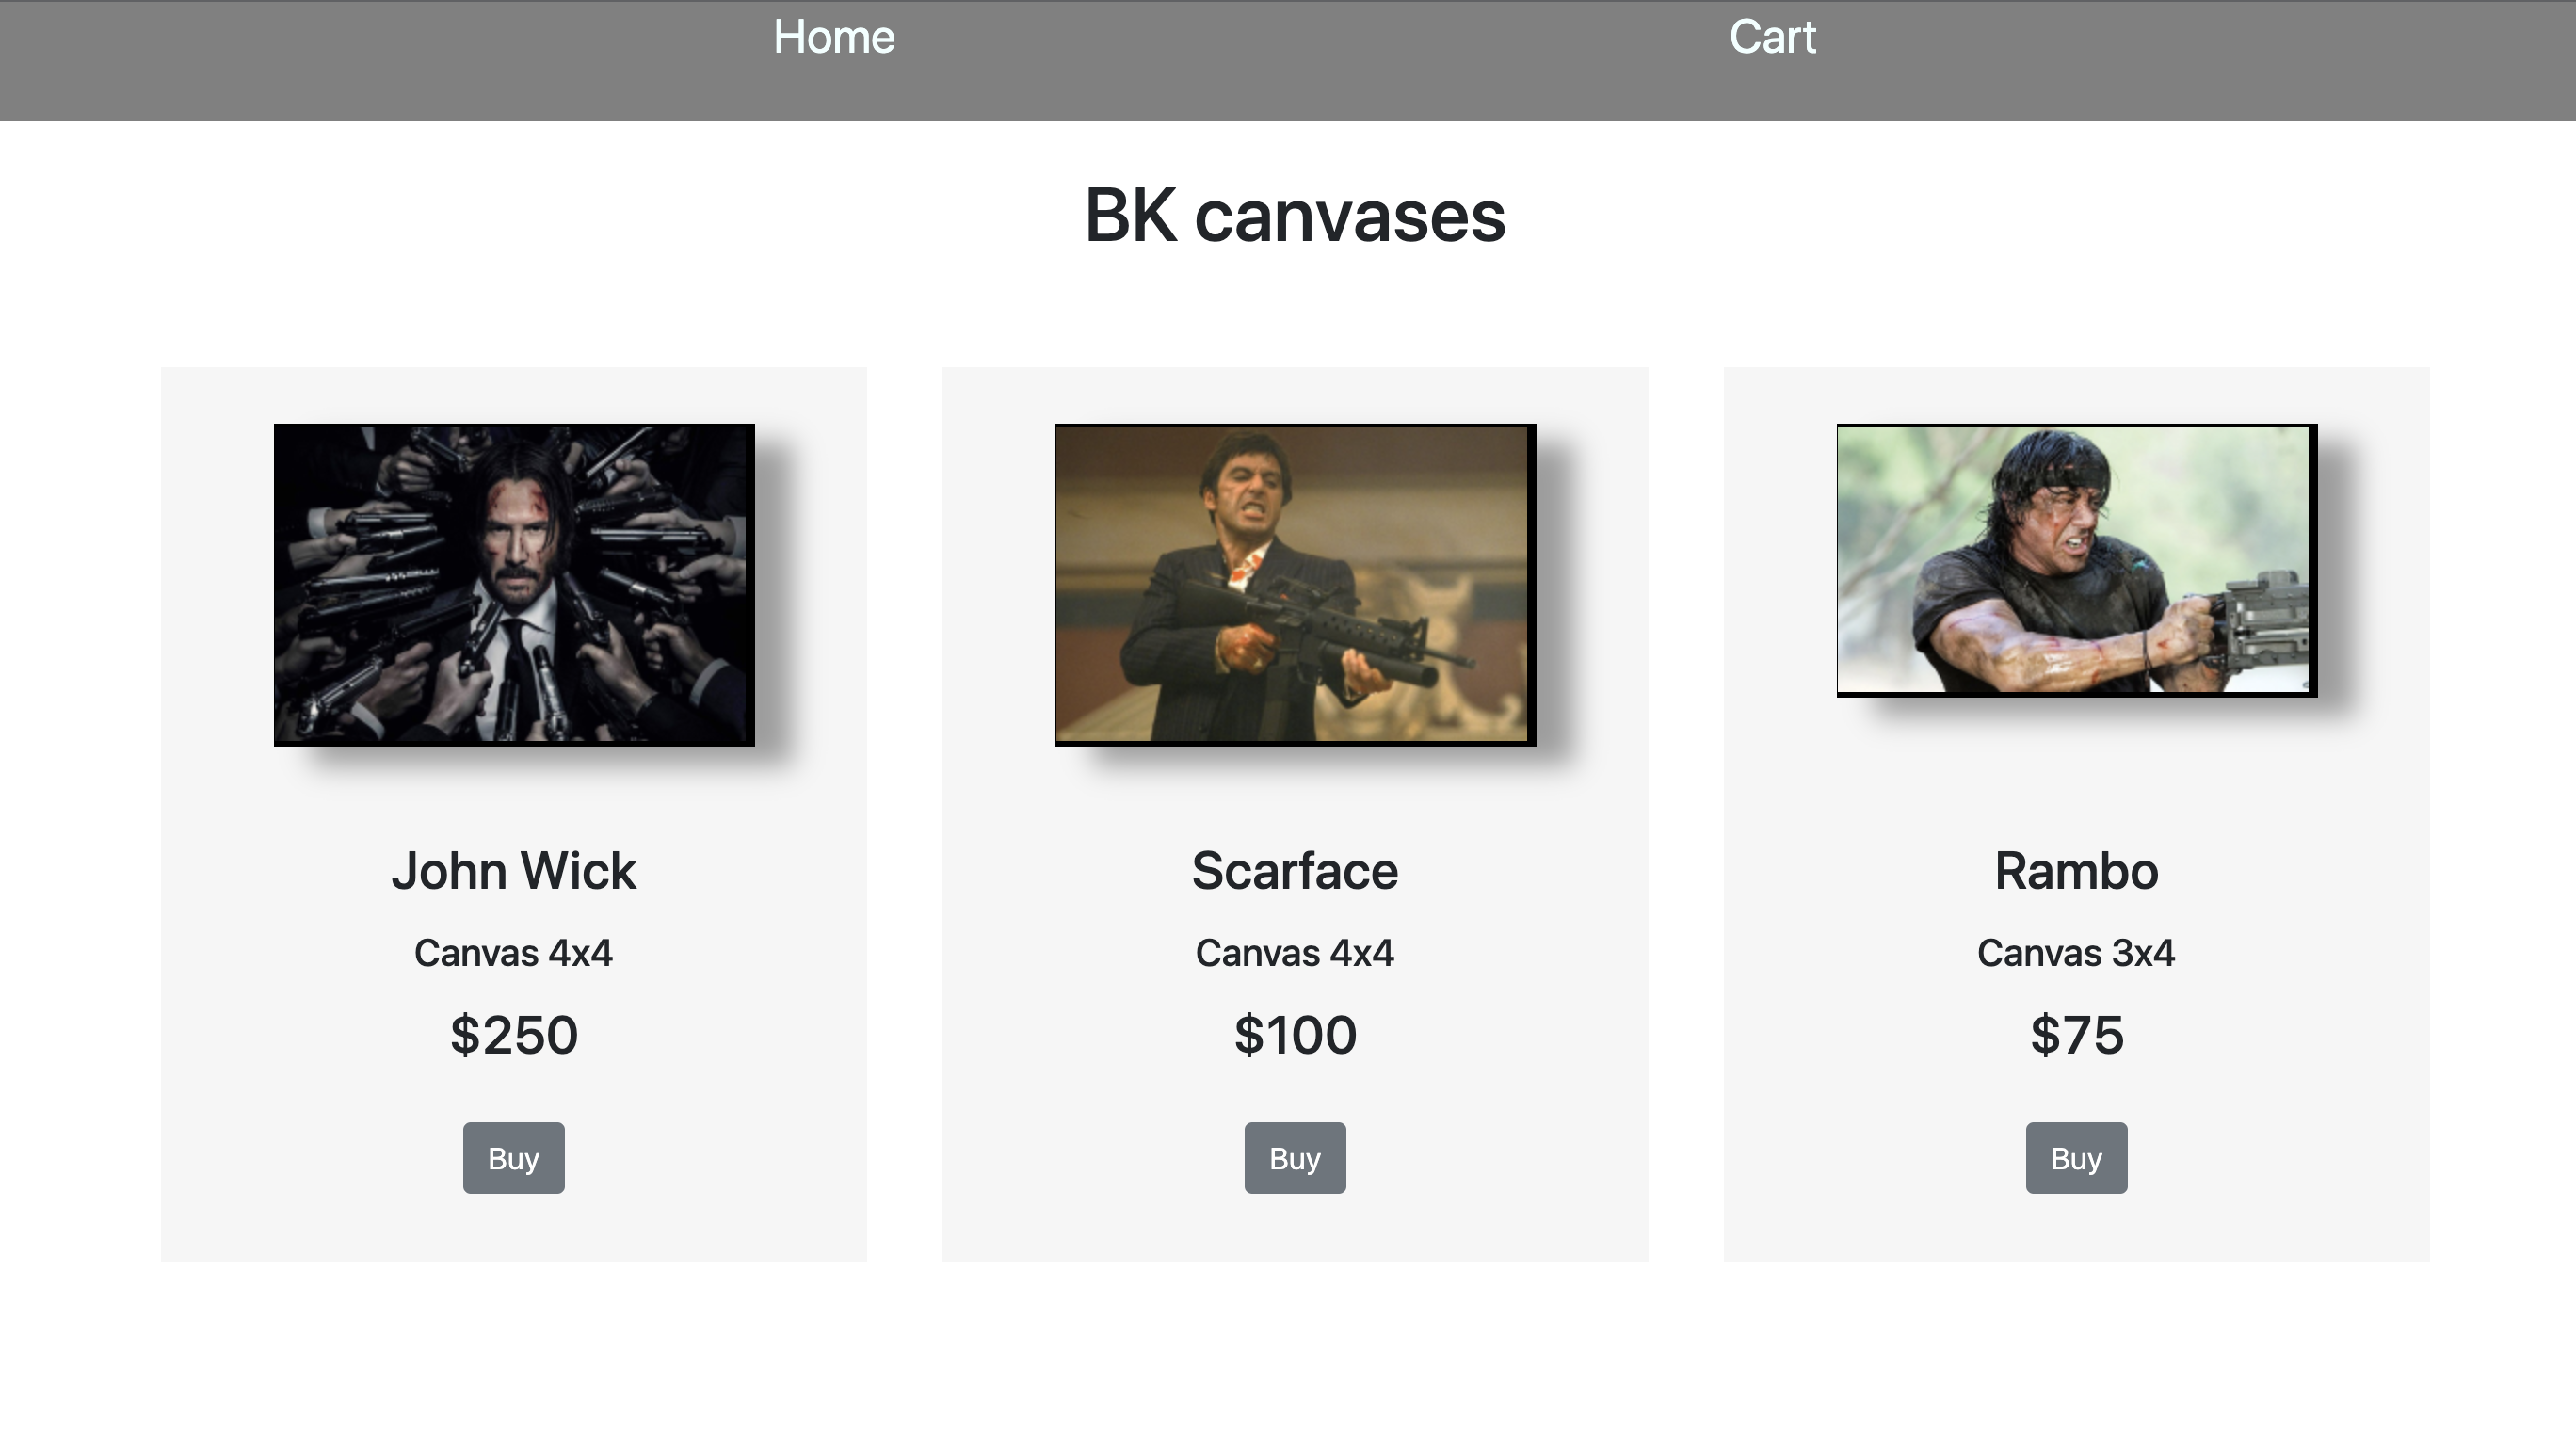 Home Cart
BK canvases
John Wick
Canvas 4x4
$250
Buy
Scarface
Canvas 4x4
$100
Buy
Rambo
Canvas 3x4
$75
Buy